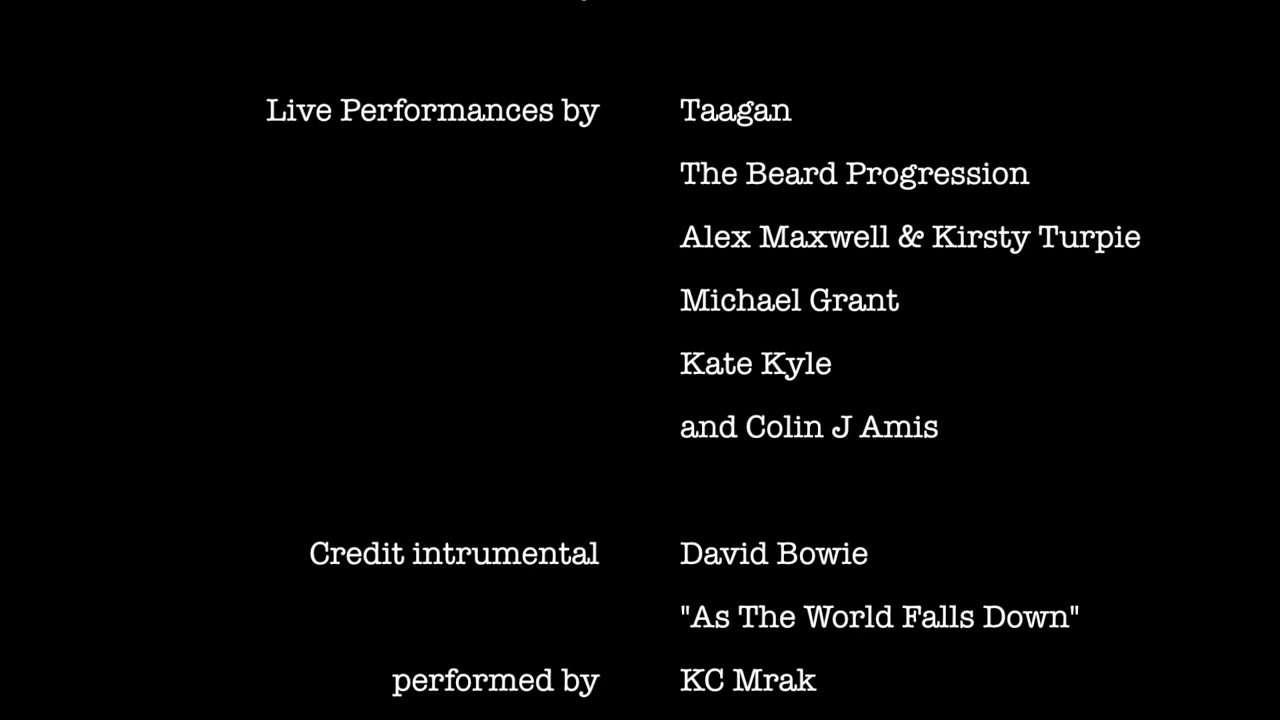 Live Performances by Taagan
The Beard Progression
Alex Maxwell & Kirsty Turpie
Michael Grant
Kate Kyle
and Colin J Amis
Credit intrumental David Bowie
"As The World Falls Down"
performed by KC Mrak